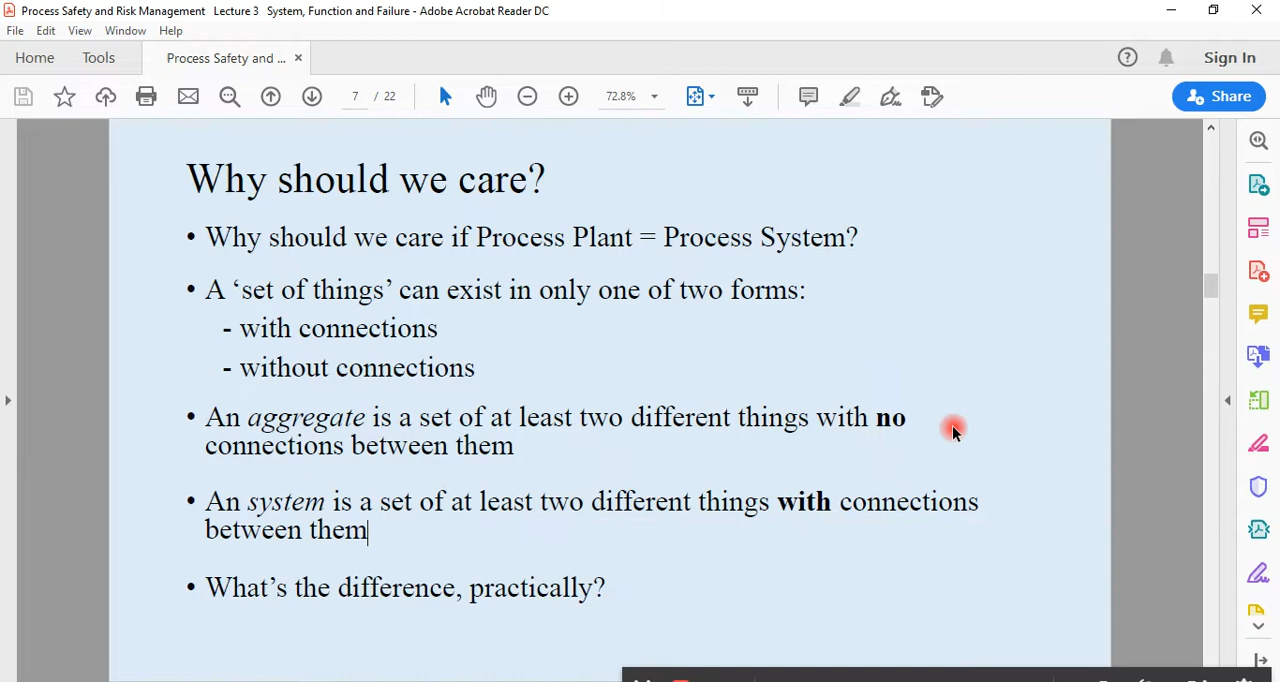 Process Safety and Risk Management Lecture 3 System, Function and Failure - Adobe Acrobat Reader DC
File Edit View Window Help
Home Tools Process Safety and ... × Sign In
7 / 22 72.8% Share
Why should we care?
• Why should we care if Process Plant = Process System?
• A ‘set of things’ can exist in only one of two forms:
- with connections
- without connections
• An aggregate is a set of at least two different things with no
connections between them
• An system is a set of at least two different things with connections
between them
• What’s the difference, practically?